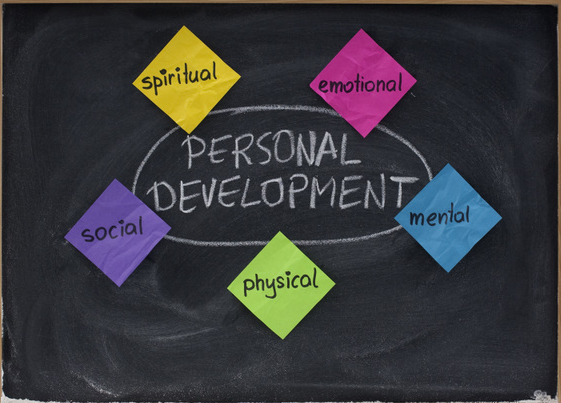 spiritual
emotional
PERSONAL
DEVELOPMENT
social
mental
physical